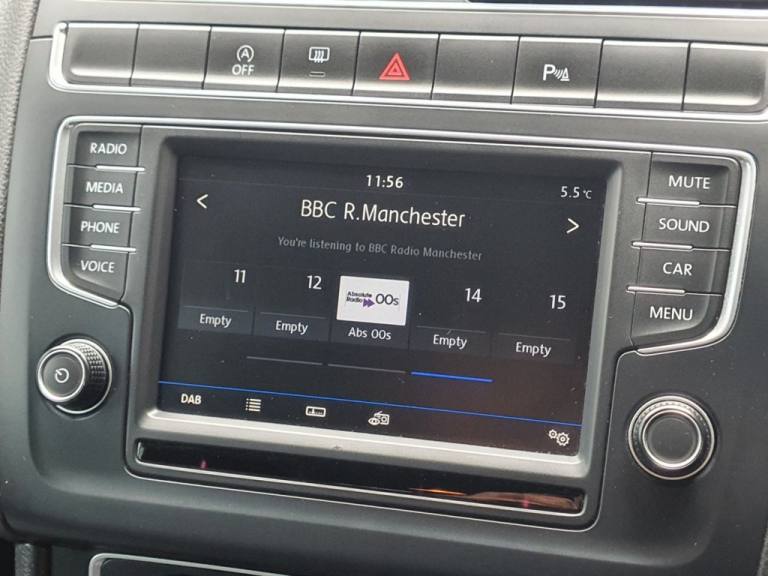 A
OFF
P
RADIO
MEDIA
PHONE
VOICE
MUTE
SOUND
CAR
MENU
11:56
5.5 °C
< BBC R.Manchester >
You're listening to BBC Radio Manchester
11 12 14 15
Absolute
Radio 00s
Empty Empty Abs 00s Empty Empty
DAB